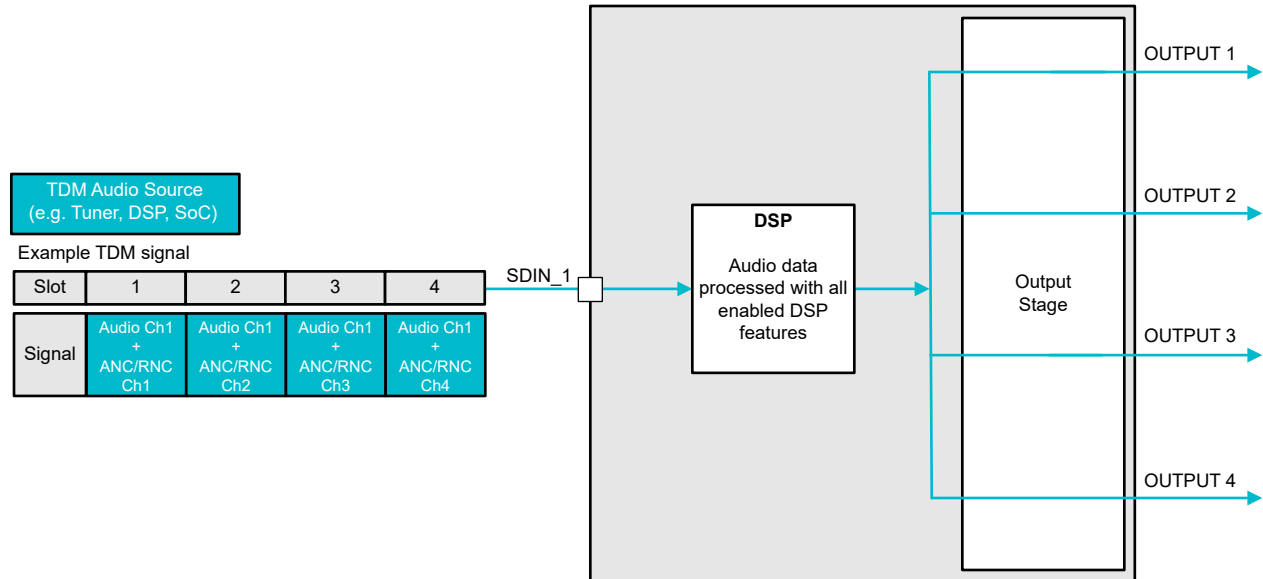 TDM Audio Source
(e.g. Tuner, DSP, SoC)
Example TDM signal
Slot 1 2 3 4
Signal
Audio Ch1
+
ANC/RNC
Ch1
Audio Ch1
+
ANC/RNC
Ch2
Audio Ch1
+
ANC/RNC
Ch3
Audio Ch1
+
ANC/RNC
Ch4
SDIN_1
DSP
Audio data
processed with all
enabled DSP
features
Output
Stage
OUTPUT 1
OUTPUT 2
OUTPUT 3
OUTPUT 4